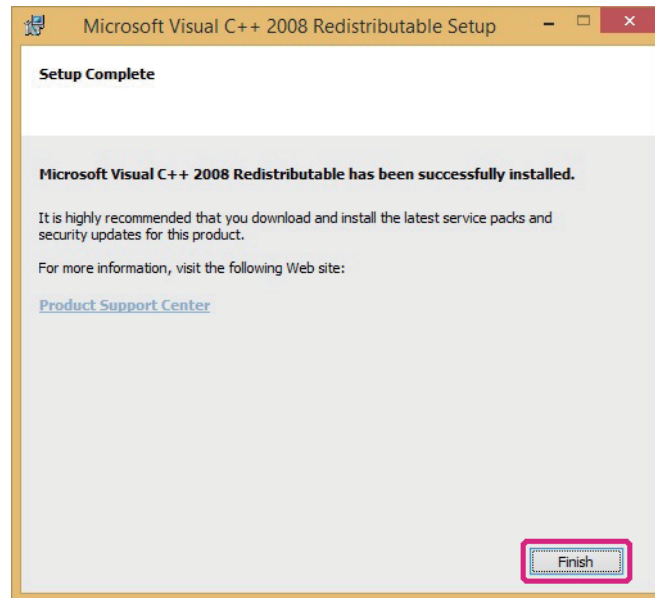 Microsoft Visual C++ 2008 Redistributable Setup
Setup Complete
Microsoft Visual C++ 2008 Redistributable has been successfully installed.
It is highly recommended that you download and install the latest service packs and
security updates for this product.
For more information, visit the following Web site:
Product Support Center
Finish